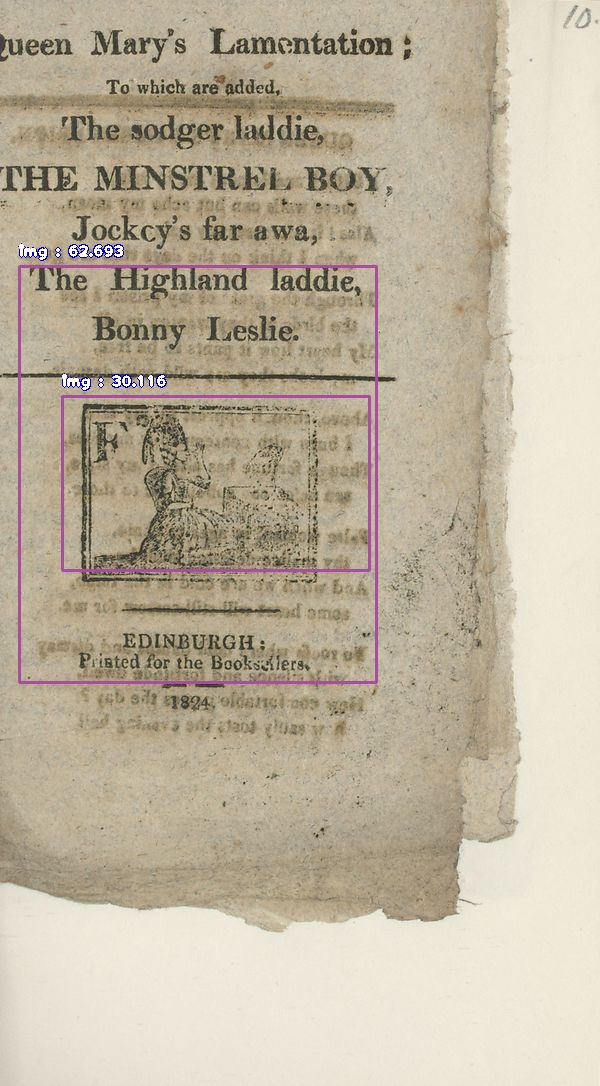 10.
Queen Mary's Lamentation;
To which are added,
The sodger laddie,
THE MINSTREL BOY,
Jockey's far awa,
img : 62.693
The Highland laddie,
Bonny Leslie.
img : 30.116
F
EDINBURGH:
Printed for the Booksellers.
1824.